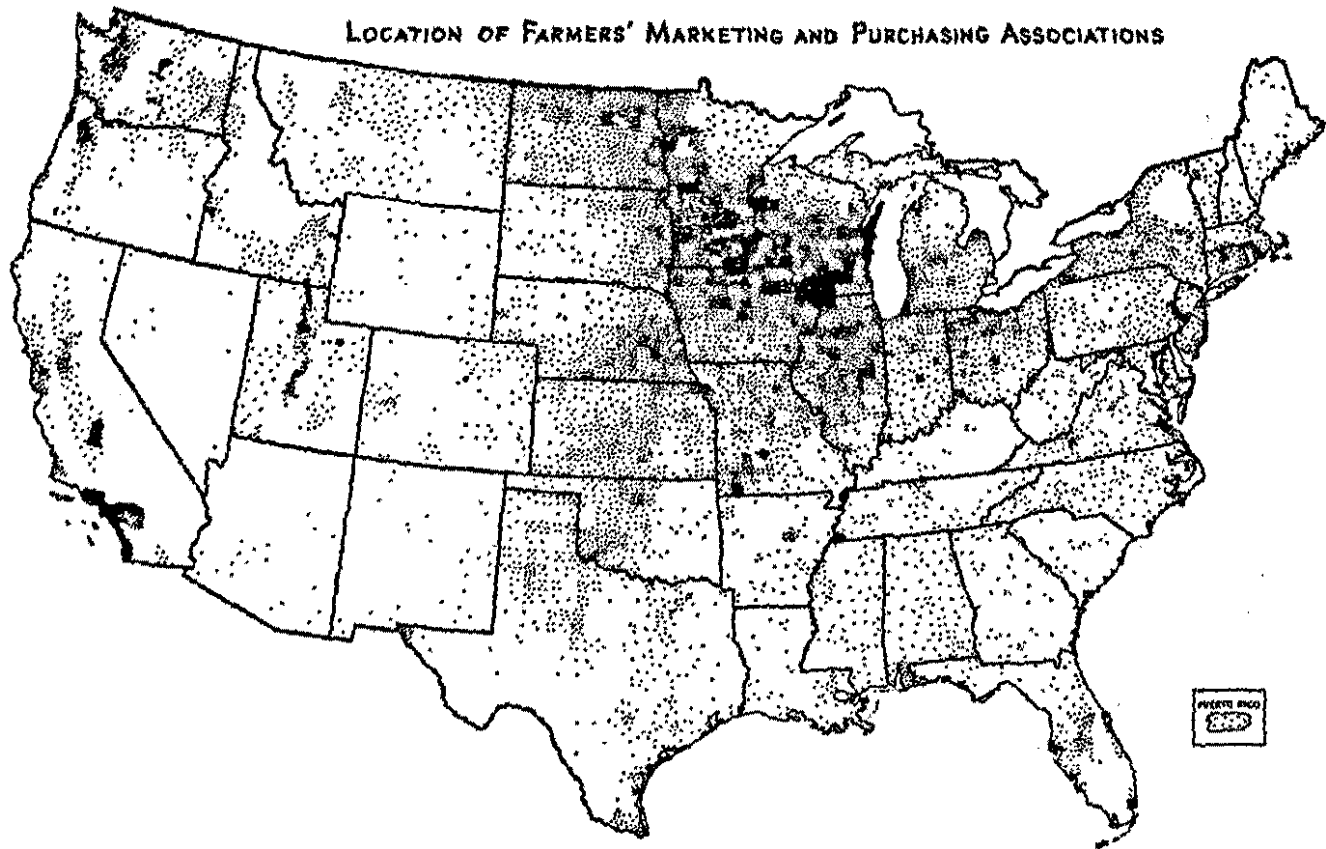 LOCATION OF FARMERS' MARKETING AND PURCHASING ASSOCIATIONS
PUERTO RICO